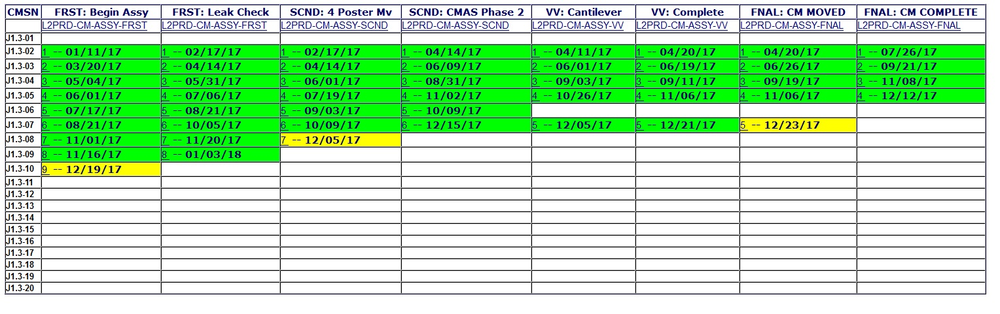 CMSN FRST: Begin Assy FRST: Leak Check SCND: 4 Poster Mv SCND: CMAS Phase 2 VV: Cantilever VV: Complete FNAL: CM MOVED FNAL: CM COMPLETE
L2PRD-CM-ASSY-FRST L2PRD-CM-ASSY-FRST L2PRD-CM-ASSY-SCND L2PRD-CM-ASSY-SCND L2PRD-CM-ASSY-VV L2PRD-CM-ASSY-VV L2PRD-CM-ASSY-FNAL L2PRD-CM-ASSY-FNAL
J1.3-01
J1.3-02 1 -- 01/11/17 1 -- 02/17/17 1 -- 02/17/17 1 -- 04/14/17 1 -- 04/11/17 1 -- 04/20/17 1 -- 04/20/17 1 -- 07/26/17
J1.3-03 2 -- 03/20/17 2 -- 04/14/17 2 -- 04/14/17 2 -- 06/09/17 2 -- 06/01/17 2 -- 06/19/17 2 -- 06/26/17 2 -- 09/21/17
J1.3-04 3 -- 05/04/17 3 -- 05/31/17 3 -- 06/01/17 3 -- 08/31/17 3 -- 09/03/17 3 -- 09/11/17 3 -- 09/19/17 3 -- 11/08/17
J1.3-05 4 -- 06/01/17 4 -- 07/06/17 4 -- 07/19/17 4 -- 11/02/17 4 -- 10/26/17 4 -- 11/06/17 4 -- 11/06/17 4 -- 12/12/17
J1.3-06 5 -- 07/17/17 5 -- 08/21/17 5 -- 09/03/17 5 -- 10/09/17
J1.3-07 6 -- 08/21/17 6 -- 10/05/17 6 -- 10/09/17 6 -- 12/15/17 5 -- 12/05/17 5 -- 12/21/17 5 -- 12/23/17
J1.3-08 7 -- 11/01/17 7 -- 11/20/17 7 -- 12/05/17
J1.3-09 8 -- 11/16/17 8 -- 01/03/18
J1.3-10 9 -- 12/19/17
J1.3-11
J1.3-12
J1.3-13
J1.3-14
J1.3-15
J1.3-16
J1.3-17
J1.3-18
J1.3-19
J1.3-20